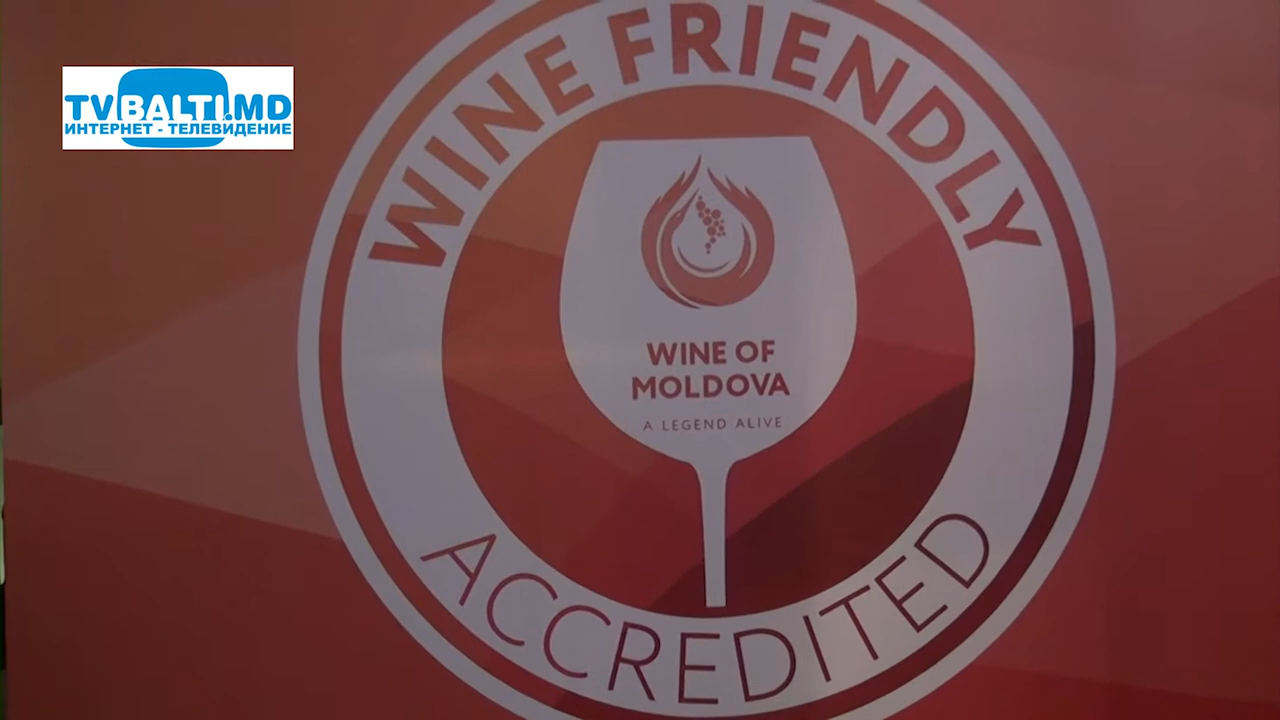 TVBALTI.MD
ИНТЕРНЕТ - ТЕЛЕВИДЕНИЕ
WINE FRIENDLY
WINE OF
MOLDOVA
A LEGEND ALIVE
ACCREDITED